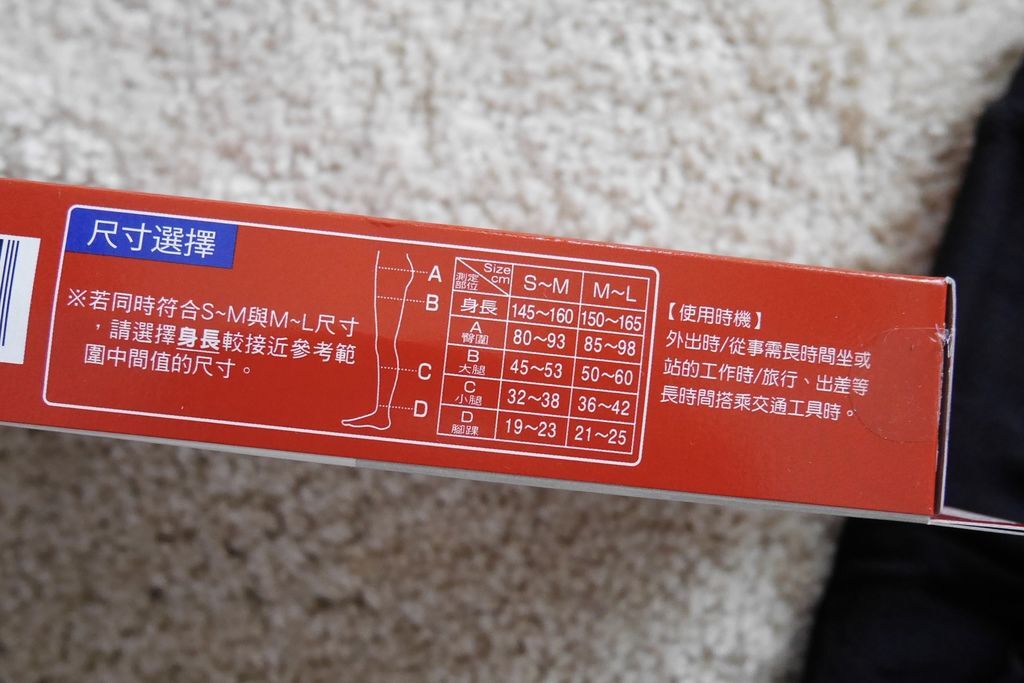 尺寸選擇
※若同時符合S~M與M~L尺寸
，請選擇身長較接近參考範
圍中間值的尺寸。
A
B
C
D
測定部位 Size cm S~M M~L
身長 145~160 150~165
A 臀圍 80~93 85~98
B 大腿 45~53 50~60
C 小腿 32~38 36~42
D 腳踝 19~23 21~25
【使用時機】
外出時/從事需長時間坐或
站的工作時/旅行、出差等
長時間搭乘交通工具時。